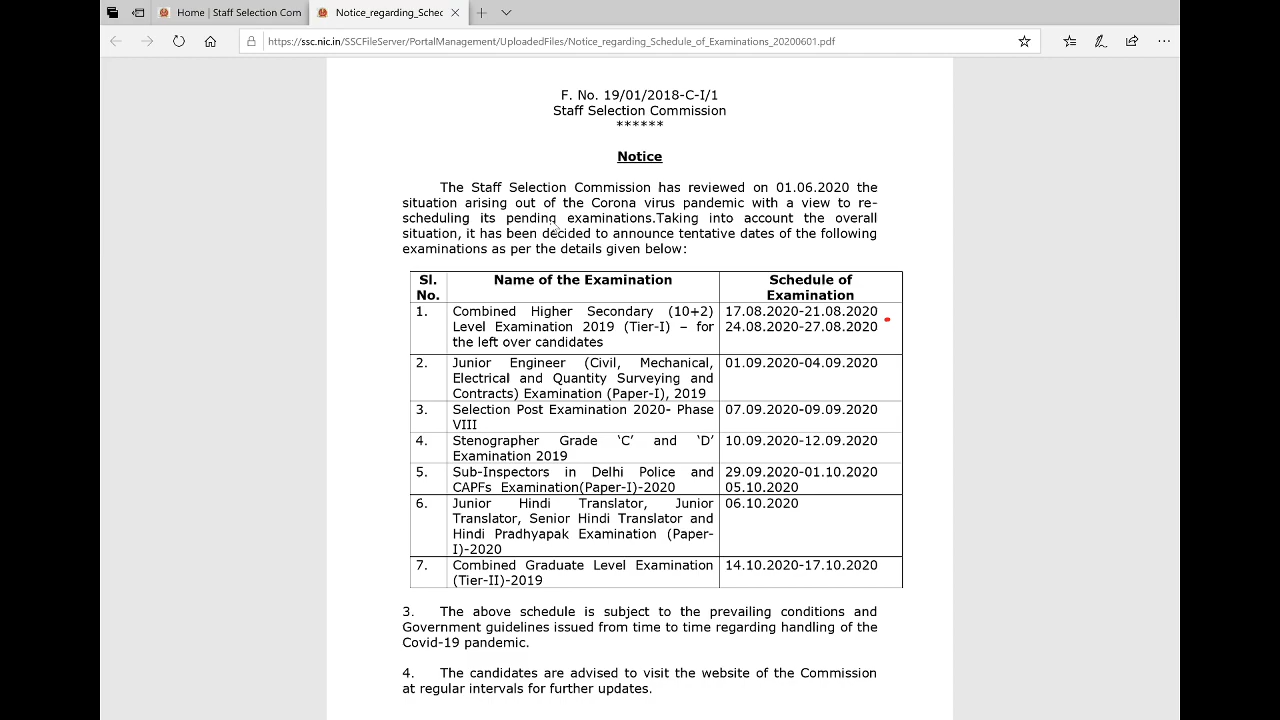 Home | Staff Selection Com
Notice_regarding_Sched
https://ssc.nic.in/SSCFileServer/PortalManagement/UploadedFiles/Notice_regarding_Schedule_of_Examinations_20200601.pdf
F. No. 19/01/2018-C-I/1
Staff Selection Commission
******
Notice
The Staff Selection Commission has reviewed on 01.06.2020 the
situation arising out of the Corona virus pandemic with a view to re-
scheduling its pending examinations.Taking into account the overall
situation, it has been decided to announce tentative dates of the following
examinations as per the details given below:
Sl. No.
Name of the Examination
Schedule of Examination
1.
Combined Higher Secondary (10+2)
Level Examination 2019 (Tier-I) – for
the left over candidates
17.08.2020-21.08.2020
24.08.2020-27.08.2020
2.
Junior Engineer (Civil, Mechanical,
Electrical and Quantity Surveying and
Contracts) Examination (Paper-I), 2019
01.09.2020-04.09.2020
3.
Selection Post Examination 2020- Phase
VIII
07.09.2020-09.09.2020
4.
Stenographer Grade ‘C’ and ‘D’
Examination 2019
10.09.2020-12.09.2020
5.
Sub-Inspectors in Delhi Police and
CAPFs Examination(Paper-I)-2020
29.09.2020-01.10.2020
05.10.2020
6.
Junior Hindi Translator, Junior
Translator, Senior Hindi Translator and
Hindi Pradhyapak Examination (Paper-
I)-2020
06.10.2020
7.
Combined Graduate Level Examination
(Tier-II)-2019
14.10.2020-17.10.2020
3. The above schedule is subject to the prevailing conditions and
Government guidelines issued from time to time regarding handling of the
Covid-19 pandemic.
4. The candidates are advised to visit the website of the Commission
at regular intervals for further updates.